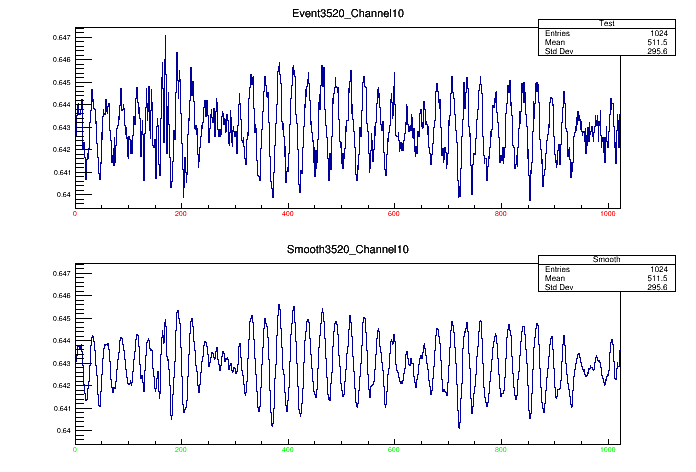 Event3520_Channel10
Test
Entries 1024
Mean 511.5
Std Dev 295.6
0.647
0.646
0.645
0.644
0.643
0.642
0.641
0.64
0 200 400 600 800 1000
Smooth3520_Channel10
Smooth
Entries 1024
Mean 511.5
Std Dev 295.6
0.647
0.646
0.645
0.644
0.643
0.642
0.641
0.64
0 200 400 600 800 1000